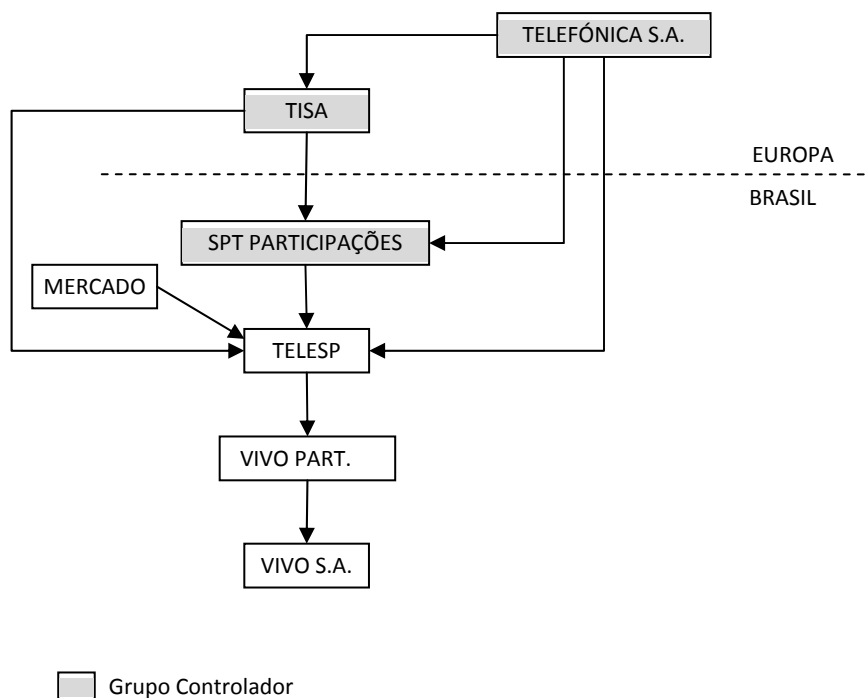 TELEFÓNICA S.A.
TISA
EUROPA
BRASIL
SPT PARTICIPAÇÕES
MERCADO
TELESP
VIVO PART.
VIVO S.A.
Grupo Controlador